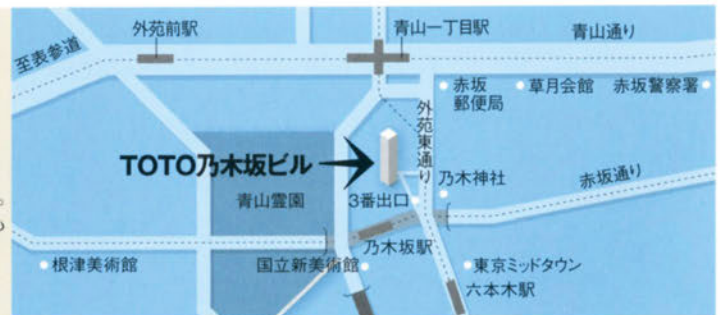 外苑前駅
青山一丁目駅
青山通り
至表参道
赤坂
郵便局
草月会館
赤坂警察署
外苑東通り
TOTO乃木坂ビル
青山霊園
3番出口
乃木神社
赤坂通り
乃木坂駅
根津美術館
国立新美術館
東京ミッドタウン
六本木駅